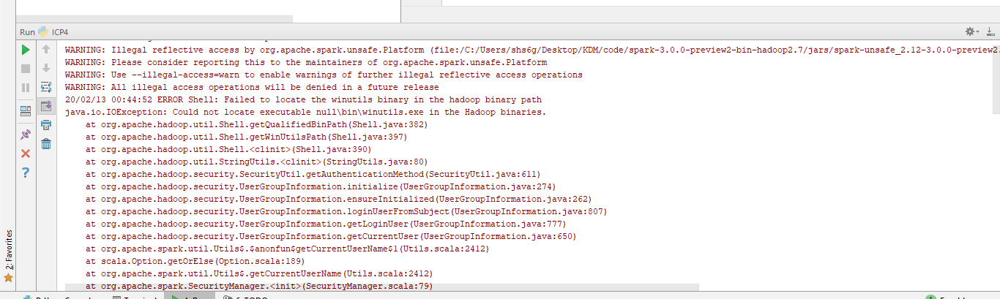 Run ICP4
WARNING: Illegal reflective access by org.apache.spark.unsafe.Platform (file:/C:/Users/shs6g/Desktop/KDM/code/spark-3.0.0-preview2-bin-hadoop2.7/jars/spark-unsafe_2.12-3.0.0-preview2.
WARNING: Please consider reporting this to the maintainers of org.apache.spark.unsafe.Platform
WARNING: Use --illegal-access=warn to enable warnings of further illegal reflective access operations
WARNING: All illegal access operations will be denied in a future release
20/02/13 00:44:52 ERROR Shell: Failed to locate the winutils binary in the hadoop binary path
java.io.IOException: Could not locate executable null\bin\winutils.exe in the Hadoop binaries.
at org.apache.hadoop.util.Shell.getQualifiedBinPath(Shell.java:382)
at org.apache.hadoop.util.Shell.getWinUtilsPath(Shell.java:397)
at org.apache.hadoop.util.Shell.<clinit>(Shell.java:390)
at org.apache.hadoop.util.StringUtils.<clinit>(StringUtils.java:80)
at org.apache.hadoop.security.SecurityUtil.getAuthenticationMethod(SecurityUtil.java:611)
at org.apache.hadoop.security.UserGroupInformation.initialize(UserGroupInformation.java:274)
at org.apache.hadoop.security.UserGroupInformation.ensureInitialized(UserGroupInformation.java:262)
at org.apache.hadoop.security.UserGroupInformation.loginUserFromSubject(UserGroupInformation.java:807)
at org.apache.hadoop.security.UserGroupInformation.getLoginUser(UserGroupInformation.java:777)
at org.apache.hadoop.security.UserGroupInformation.getCurrentUser(UserGroupInformation.java:650)
at org.apache.spark.util.Utils$.$anonfun$getCurrentUserName$1(Utils.scala:2412)
at scala.Option.getOrElse(Option.scala:189)
at org.apache.spark.util.Utils$.getCurrentUserName(Utils.scala:2412)
at org.apache.spark.SecurityManager.<init>(SecurityManager.scala:79)
2: Favorites